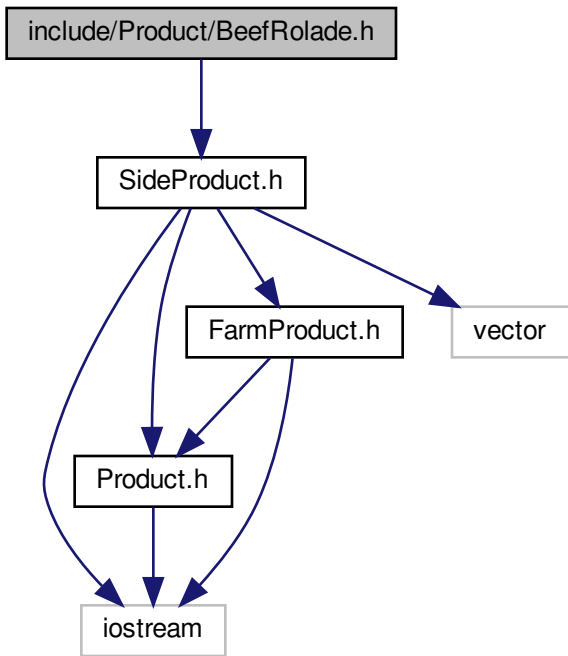 include/Product/BeefRolade.h
SideProduct.h
FarmProduct.h
vector
Product.h
iostream